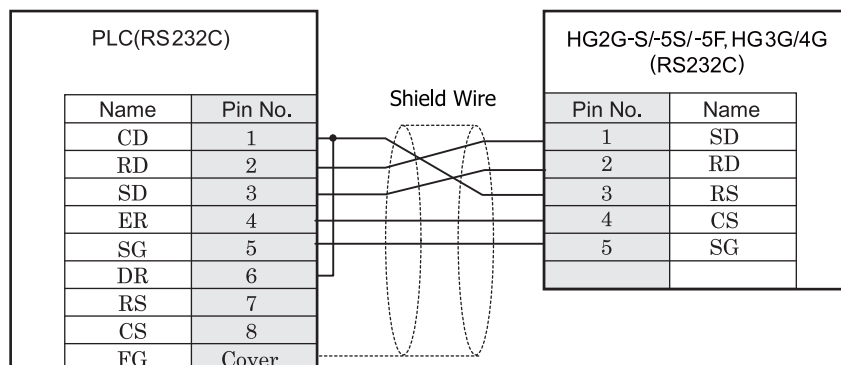 PLC(RS232C)
Name Pin No.
CD 1
RD 2
SD 3
ER 4
SG 5
DR 6
RS 7
CS 8
FG Cover
Shield Wire
HG2G-S/-5S/-5F, HG3G/4G
(RS232C)
Pin No. Name
1 SD
2 RD
3 RS
4 CS
5 SG